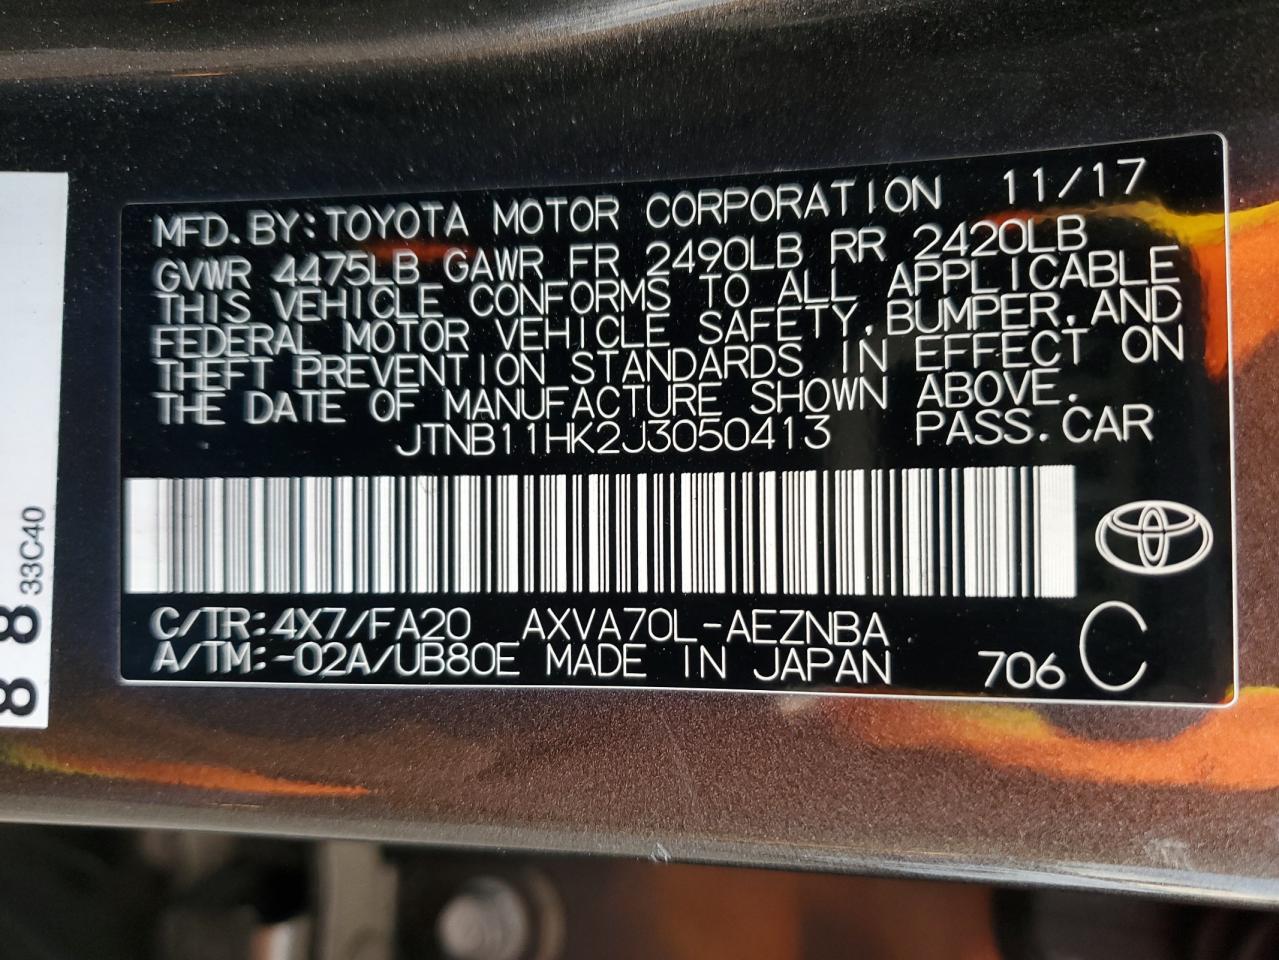 MFD.BY:TOYOTA MOTOR CORPORATION 11/17
GVWR 4475LB GAWR FR 2490LB RR 2420LB
THIS VEHICLE CONFORMS TO ALL APPLICABLE
FEDERAL MOTOR VEHICLE SAFETY,BUMPER,AND
THEFT PREVENTION STANDARDS IN EFFECT ON
THE DATE OF MANUFACTURE SHOWN ABOVE.
JTNB11HK2J3050413 PASS.CAR
C/TR:4X7/FA20 AXVA70L-AEZNBA
A/TM:-02A/UB80E MADE IN JAPAN 706 C
8 8
33C40